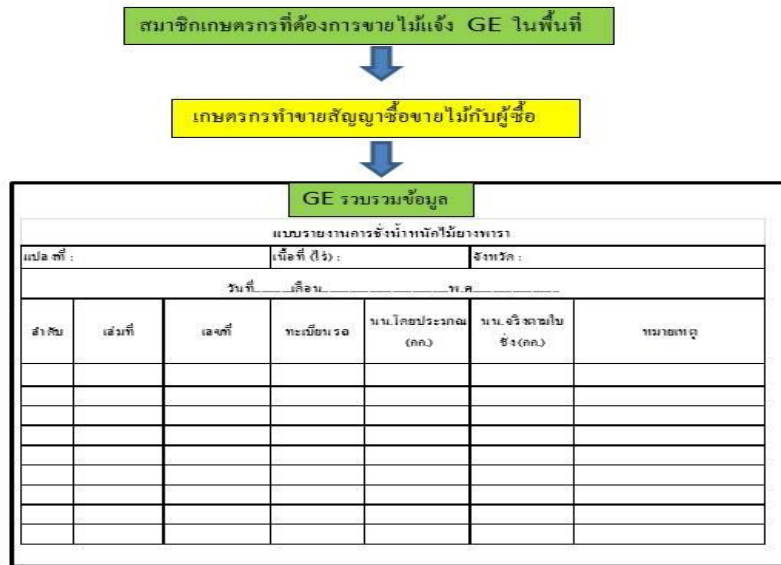 สมาชิกเกษตรกรที่ต้องการขายไม้แจ้ง GE ในพื้นที่
เกษตรกรทำขายสัญญาซื้อขายไม้กับผู้ซื้อ
GE รวบรวมข้อมูล
แบบรายงานการชั่งน้ำหนักไม้ยางพารา
แปลงที่ : เนื้อที่ (ไร่) : จังหวัด :
วันที่ เดือน พ.ศ
ลำดับ เล่มที่ เลขที่ ทะเบียนรถ นน.โดยประมาณ (กก.) นน.จริงตามใบชั่ง (กก.) หมายเหตุ